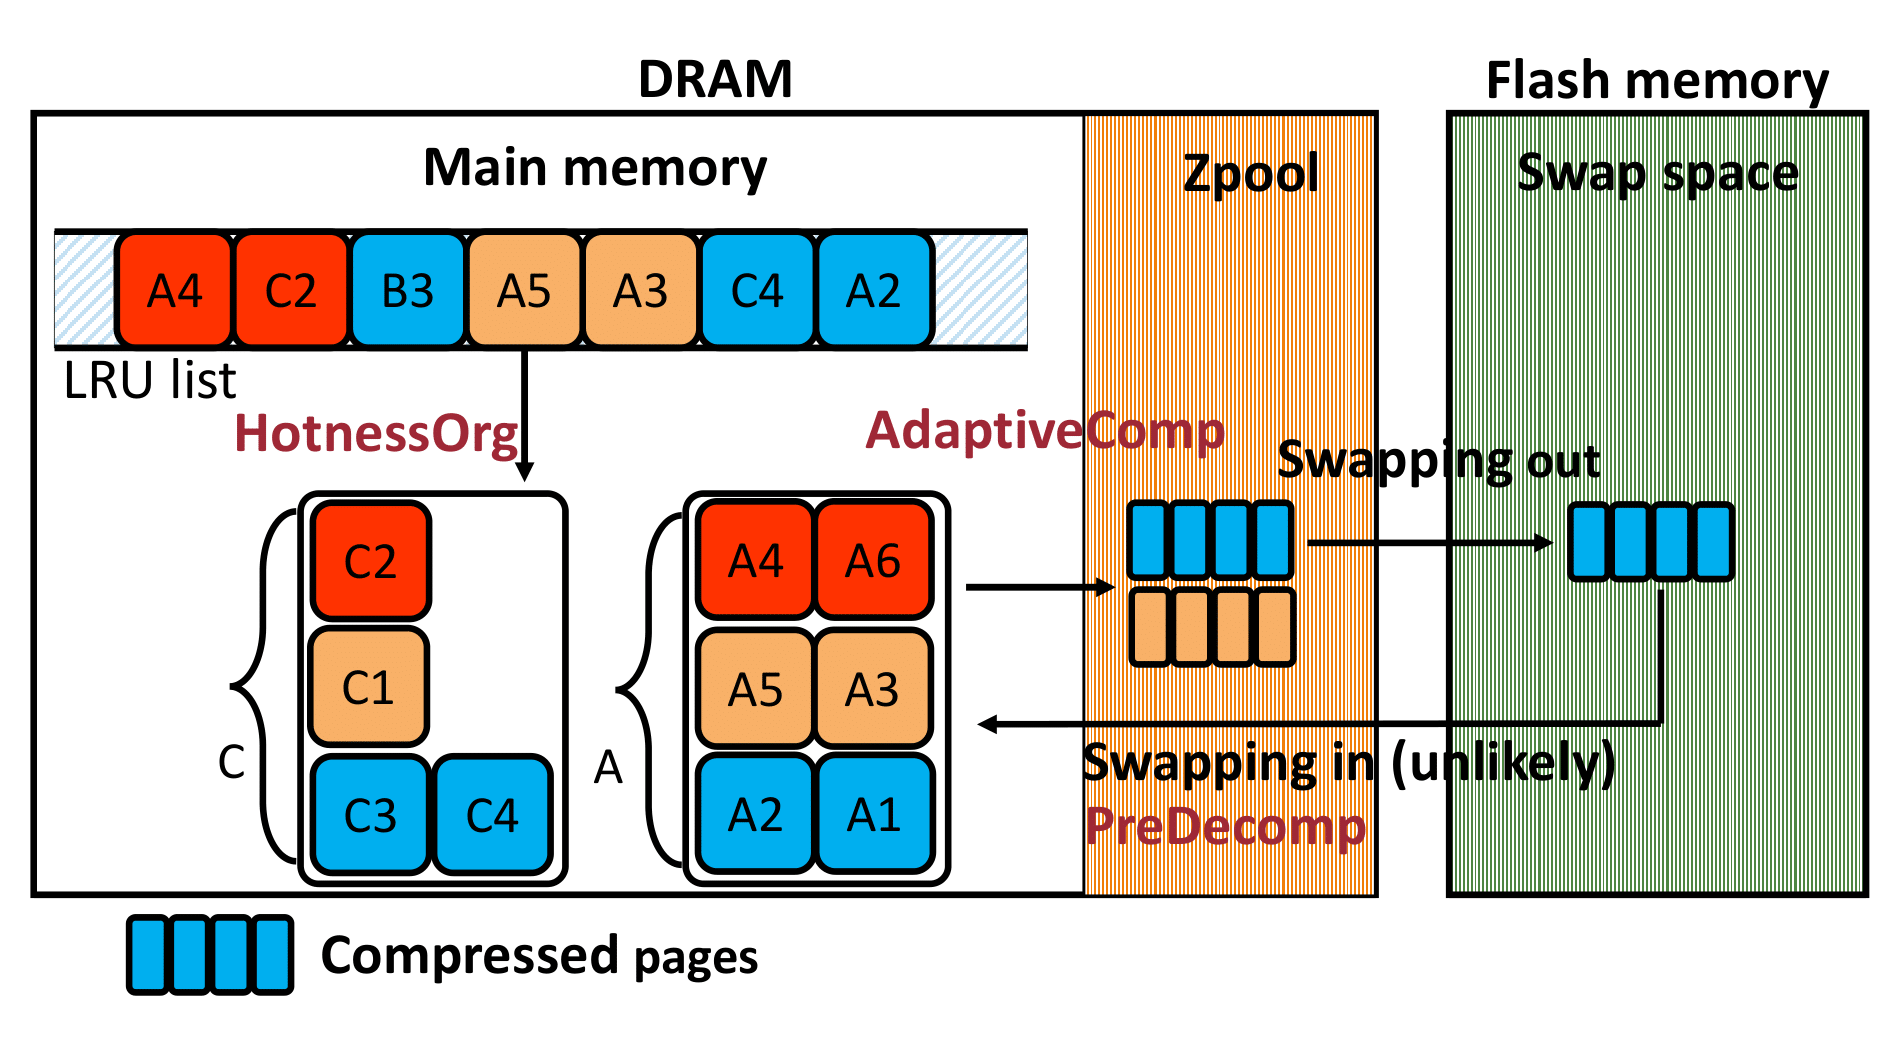 DRAM
Flash memory
Main memory
Zpool
Swap space
A4 C2 B3 A5 A3 C4 A2
LRU list
HotnessOrg
AdaptiveComp
Swapping out
C2
C1
C3 C4
C
A4 A6
A5 A3
A2 A1
A
Swapping in (unlikely)
PreDecomp
Compressed pages